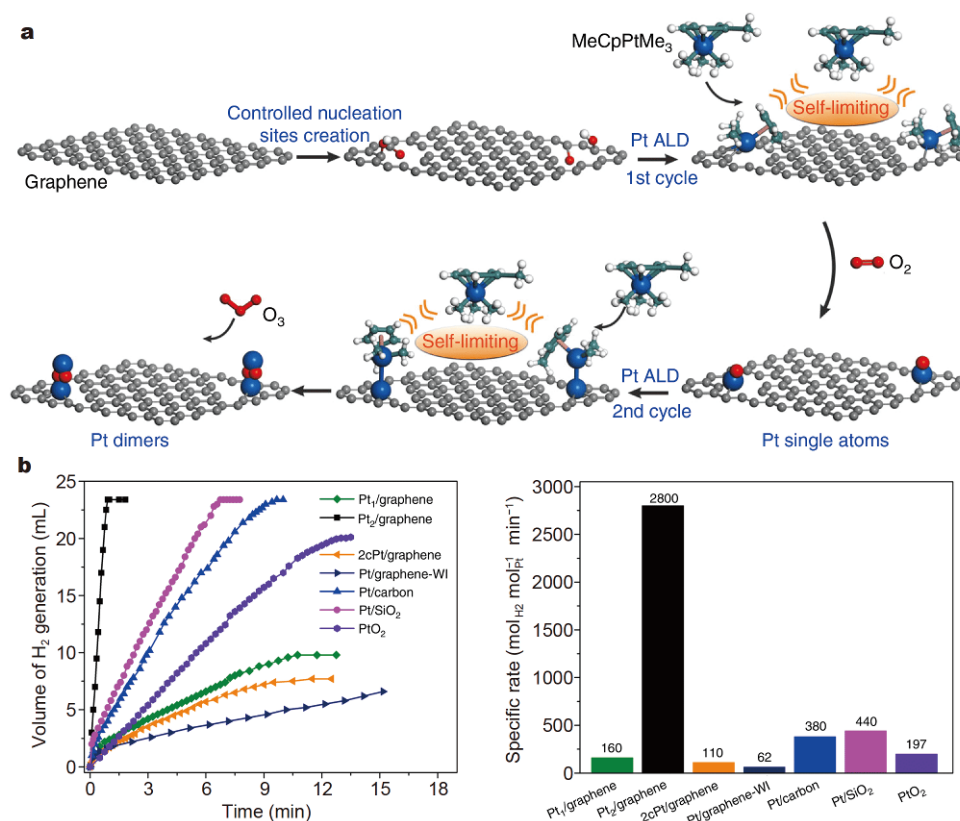 a
MeCpPtMe₃
Controlled nucleation
sites creation
Self-limiting
Pt ALD
1st cycle
Graphene
O₂
O₃
Self-limiting
Pt ALD
2nd cycle
Pt dimers
Pt single atoms
b
Volume of H₂ generation (mL)
25
20
15
10
5
0
0 3 6 9 12 15 18
Time (min)
Pt₁/graphene
Pt₂/graphene
2cPt/graphene
Pt/graphene-WI
Pt/carbon
Pt/SiO₂
PtO₂
Specific rate (mol_H2 mol_Pt⁻¹ min⁻¹)
3000
2500
2000
1500
1000
500
0
160
2800
110
62
380
440
197
Pt₁/graphene
Pt₂/graphene
2cPt/graphene
Pt/graphene-WI
Pt/carbon
Pt/SiO₂
PtO₂